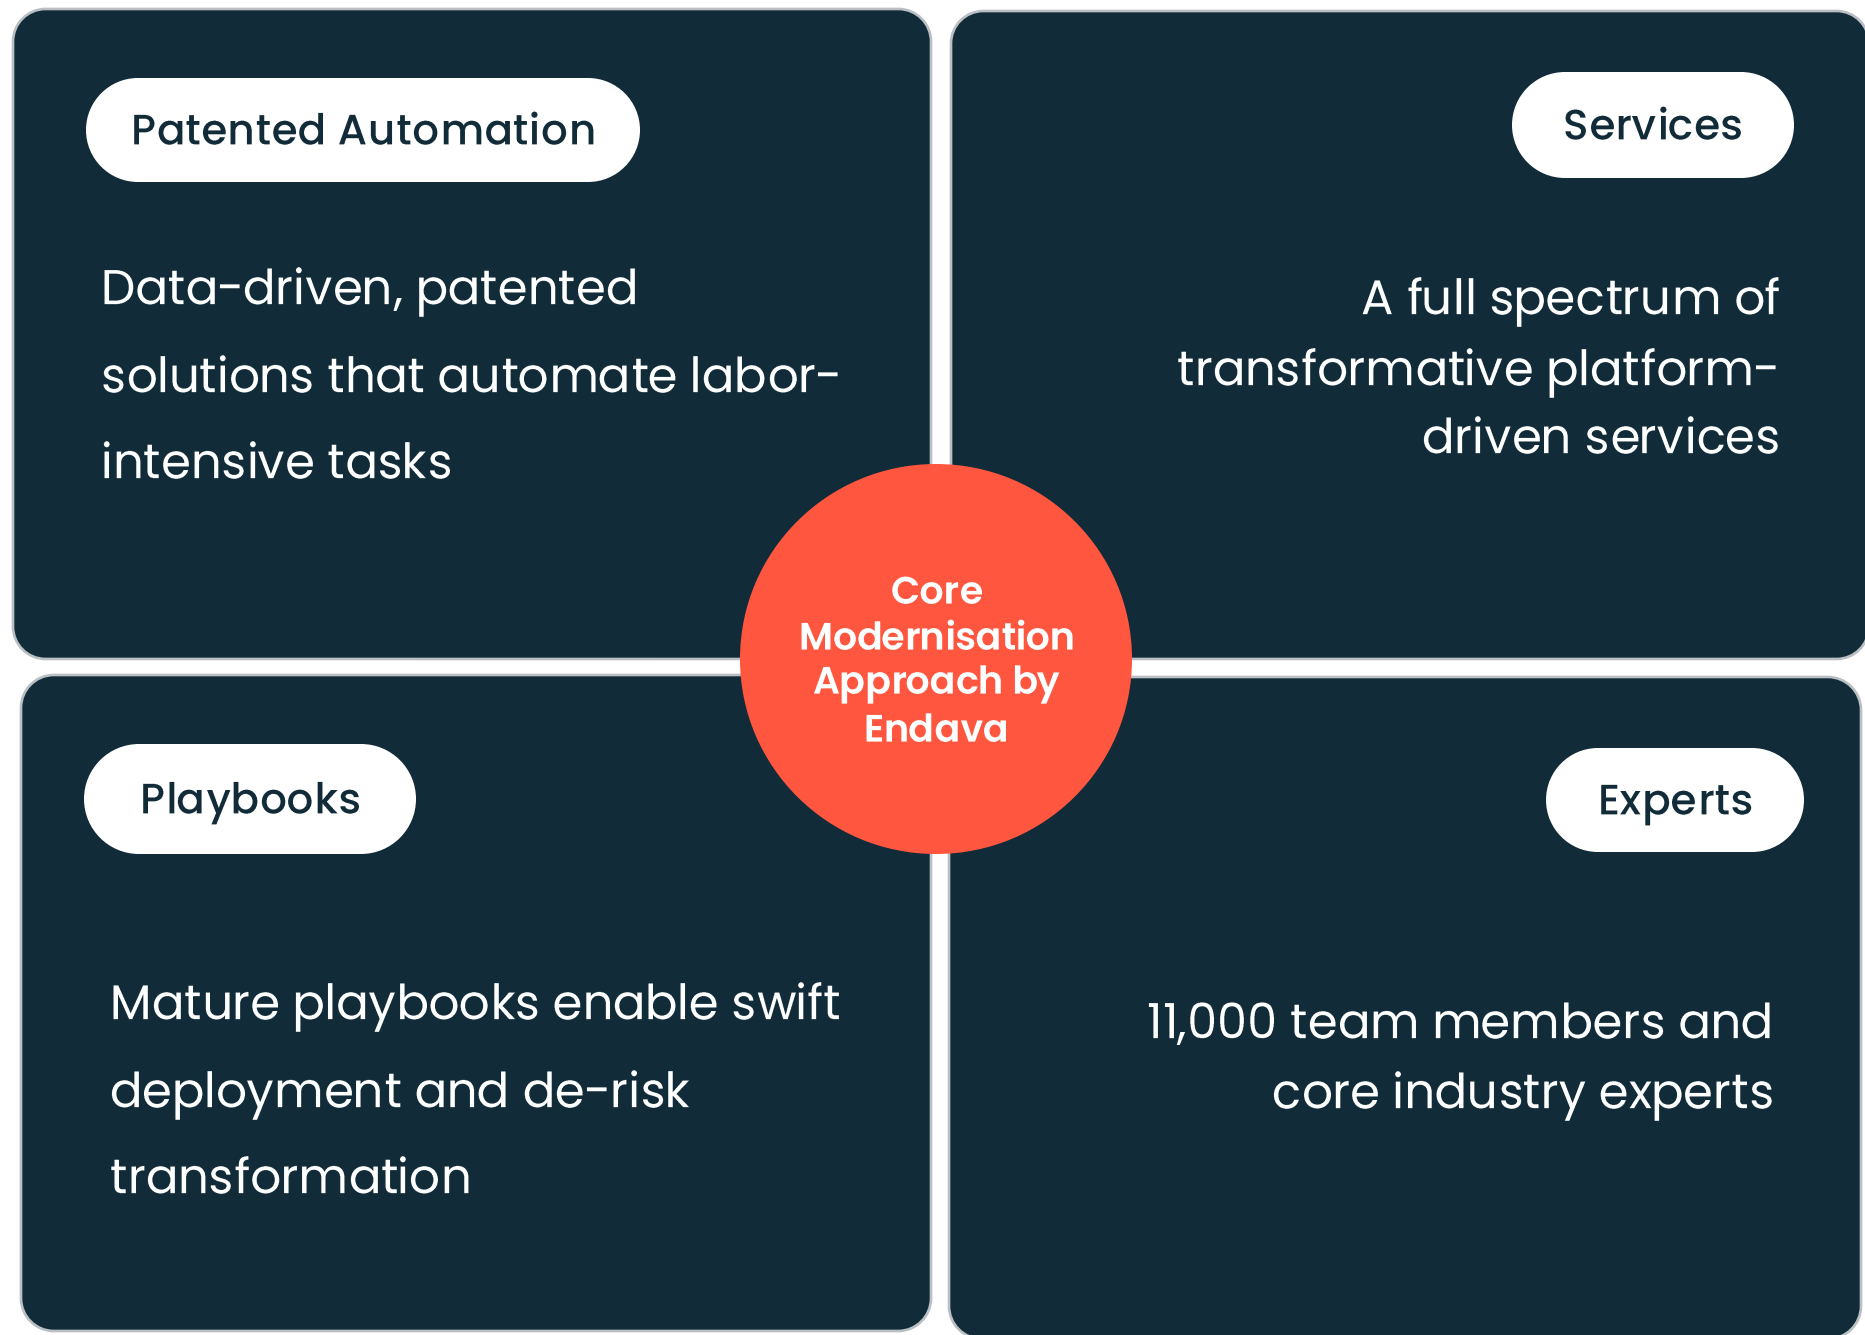 Patented Automation
Data-driven, patented
solutions that automate labor-
intensive tasks
Services
A full spectrum of
transformative platform-
driven services
Core
Modernisation
Approach by
Endava
Playbooks
Mature playbooks enable swift
deployment and de-risk
transformation
Experts
11,000 team members and
core industry experts